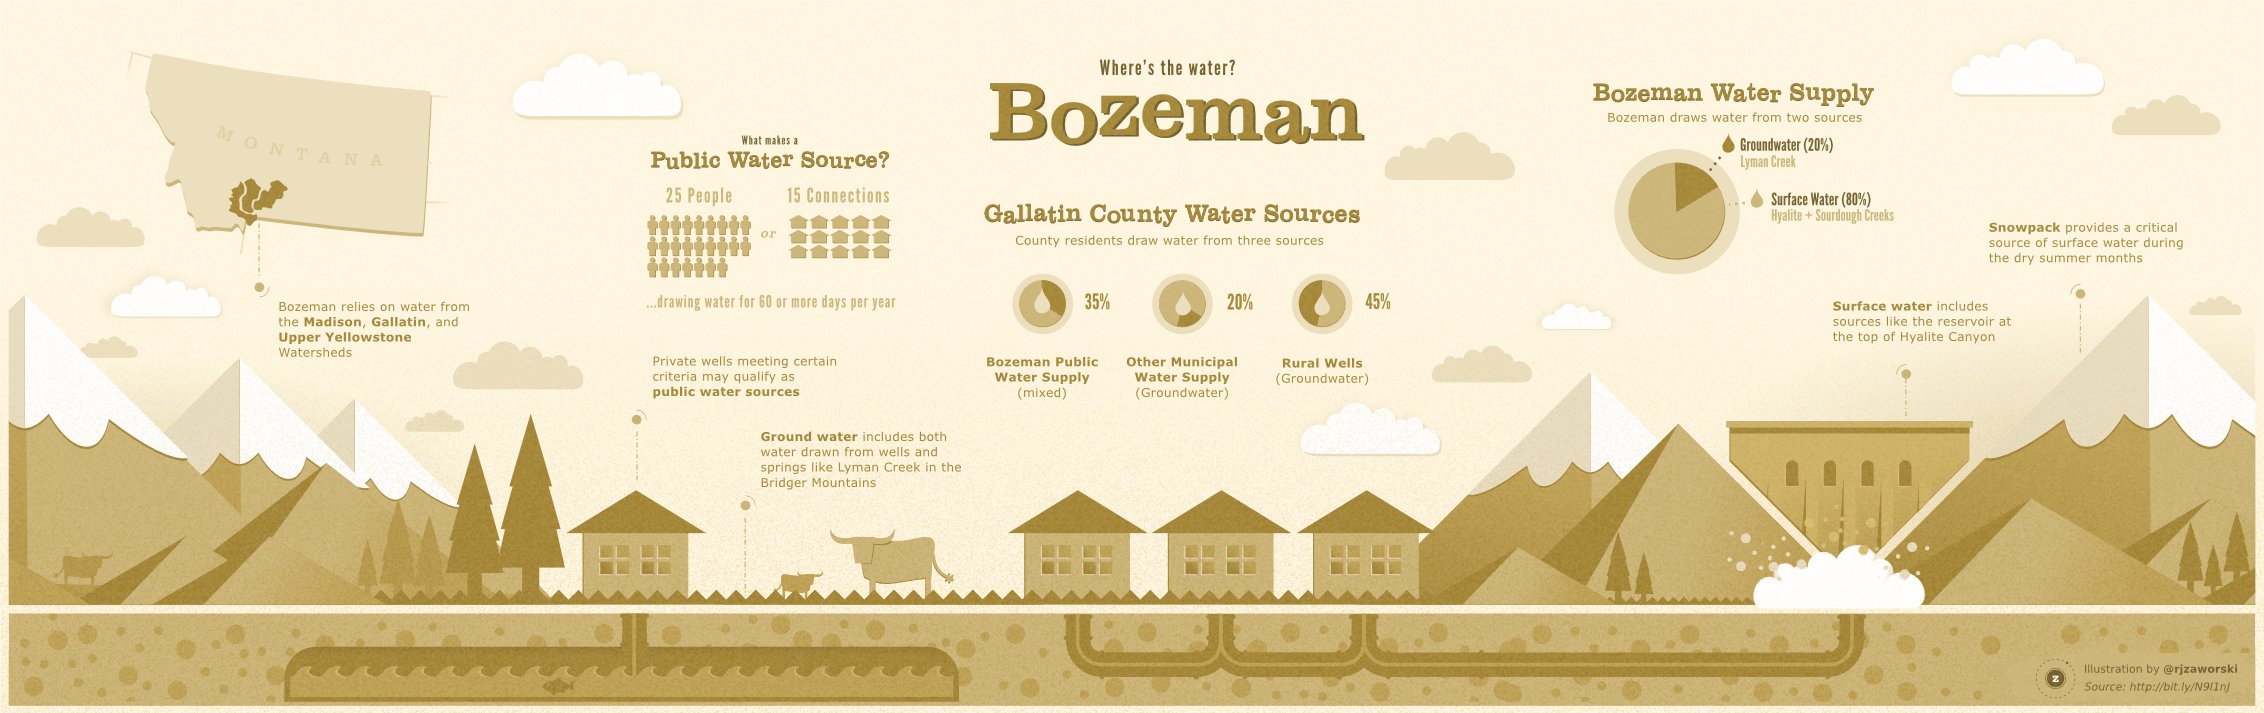 MONTANA
Bozeman relies on water from
the Madison, Gallatin, and
Upper Yellowstone
Watersheds
What makes a
Public Water Source?
25 People
or
15 Connections
...drawing water for 60 or more days per year
Private wells meeting certain
criteria may qualify as
public water sources
Ground water includes both
water drawn from wells and
springs like Lyman Creek in the
Bridger Mountains
Where's the water?
Bozeman
Gallatin County Water Sources
County residents draw water from three sources
35%
Bozeman Public
Water Supply
(mixed)
20%
Other Municipal
Water Supply
(Groundwater)
45%
Rural Wells
(Groundwater)
Bozeman Water Supply
Bozeman draws water from two sources
Groundwater (20%)
Lyman Creek
Surface Water (80%)
Hyalite + Sourdough Creeks
Surface water includes
sources like the reservoir at
the top of Hyalite Canyon
Snowpack provides a critical
source of surface water during
the dry summer months
z
Illustration by @rjzaworski
Source: http://bit.ly/N9l1nJ